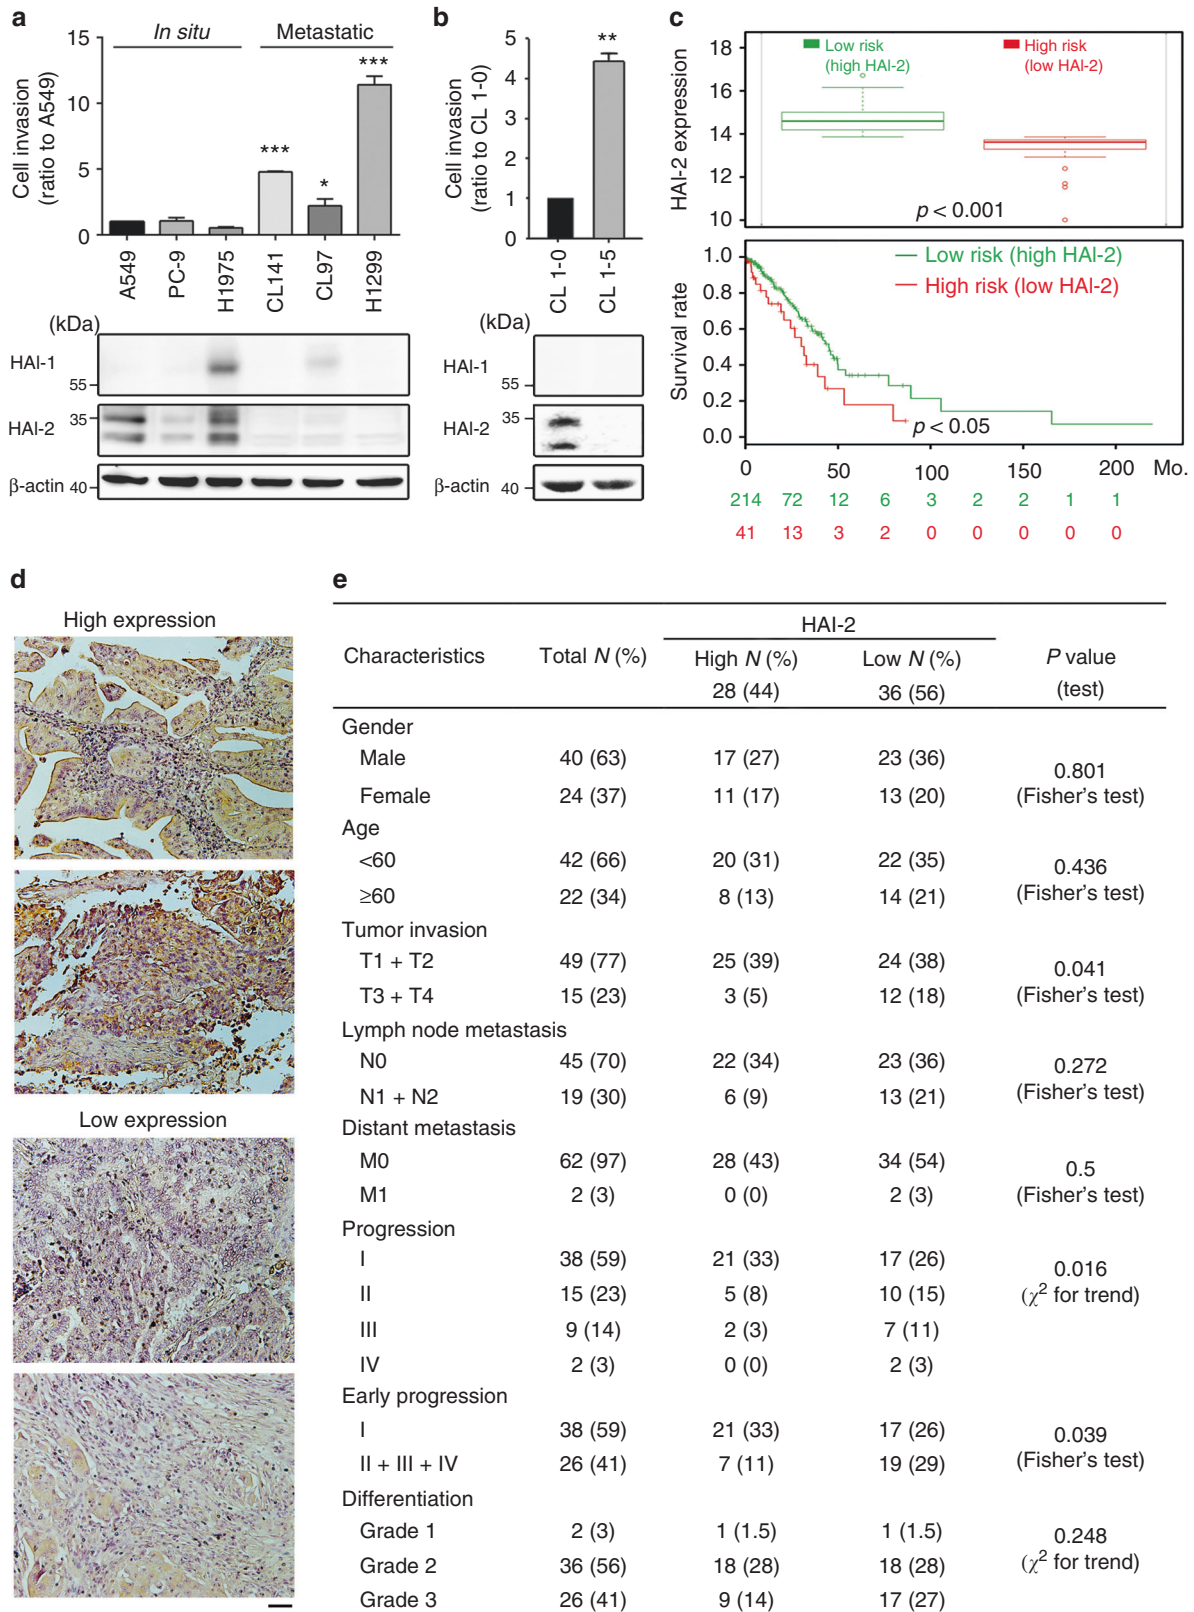 a
In situ
Metastatic
Cell invasion
(ratio to A549)
15
10
5
0
***
*
***
A549
PC-9
H1975
CL141
CL97
H1299
(kDa)
HAI-1
55
HAI-2
35
β-actin
40
b
Cell invasion
(ratio to CL 1-0)
5
4
3
2
1
0
**
CL 1-0
CL 1-5
(kDa)
HAI-1
55
HAI-2
35
β-actin
40
c
HAI-2 expression
18
16
14
12
10
Low risk
(high HAI-2)
High risk
(low HAI-2)
p < 0.001
Survival rate
1.0
0.8
0.6
0.4
0.2
0.0
Low risk (high HAI-2)
High risk (low HAI-2)
p < 0.05
0 50 100 150 200 Mo.
214 72 12 6 3 2 2 1 1
41 13 3 2 0 0 0 0 0
d
High expression
Low expression
e
HAI-2
Characteristics Total N (%) High N (%) Low N (%) P value
28 (44) 36 (56) (test)
Gender
Male 40 (63) 17 (27) 23 (36)
0.801
Female 24 (37) 11 (17) 13 (20) (Fisher's test)
Age
<60 42 (66) 20 (31) 22 (35)
0.436
≥60 22 (34) 8 (13) 14 (21) (Fisher's test)
Tumor invasion
T1 + T2 49 (77) 25 (39) 24 (38)
0.041
T3 + T4 15 (23) 3 (5) 12 (18) (Fisher's test)
Lymph node metastasis
N0 45 (70) 22 (34) 23 (36)
0.272
N1 + N2 19 (30) 6 (9) 13 (21) (Fisher's test)
Distant metastasis
M0 62 (97) 28 (43) 34 (54)
0.5
M1 2 (3) 0 (0) 2 (3) (Fisher's test)
Progression
I 38 (59) 21 (33) 17 (26)
0.016
II 15 (23) 5 (8) 10 (15) (χ² for trend)
III 9 (14) 2 (3) 7 (11)
IV 2 (3) 0 (0) 2 (3)
Early progression
I 38 (59) 21 (33) 17 (26)
0.039
II + III + IV 26 (41) 7 (11) 19 (29) (Fisher's test)
Differentiation
Grade 1 2 (3) 1 (1.5) 1 (1.5)
0.248
Grade 2 36 (56) 18 (28) 18 (28) (χ² for trend)
Grade 3 26 (41) 9 (14) 17 (27)